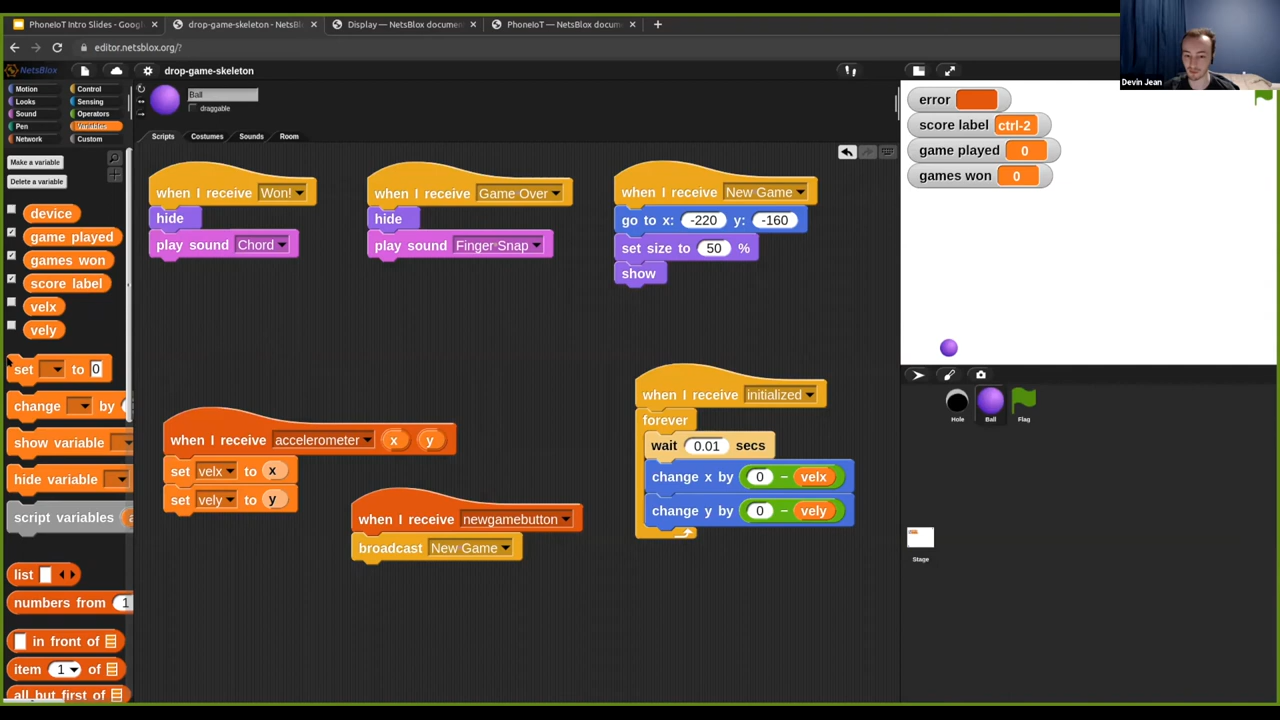 PhoneIoT Intro Slides - Goog
drop-game-skeleton - NetsBl
Display — NetsBlox documen
PhoneIoT — NetsBlox docum
editor.netsblox.org/?
Devin Jean
NetsBlox
drop-game-skeleton
Motion
Control
Looks
Sensing
Sound
Operators
Pen
Variables
Network
Custom
Ball
draggable
Scripts
Costumes
Sounds
Room
Make a variable
Delete a variable
device
game played
games won
score label
velx
vely
set to 0
change by
show variable
hide variable
script variables
list
numbers from 1
in front of
item 1 of
all but first of
when I receive Won!
hide
play sound Chord
when I receive Game Over
hide
play sound Finger Snap
when I receive New Game
go to x: -220 y: -160
set size to 50 %
show
when I receive accelerometer x y
set velx to x
set vely to y
when I receive newgamebutton
broadcast New Game
when I receive initialized
forever
wait 0.01 secs
change x by 0 - velx
change y by 0 - vely
error
score label ctrl-2
game played 0
games won 0
Hole
Ball
Flag
Stage